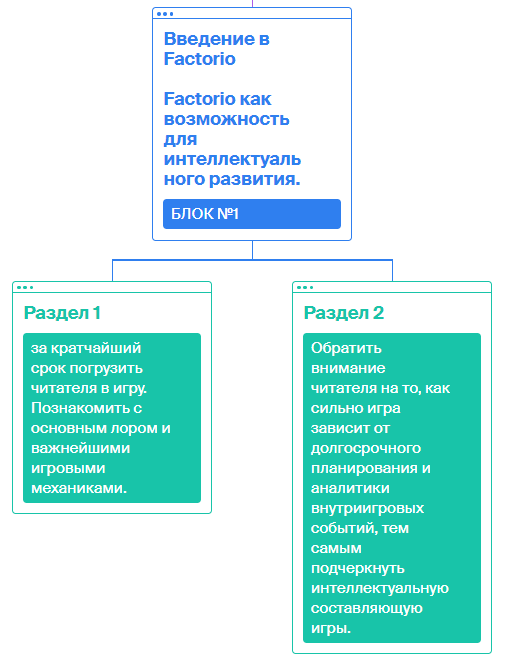 Введение в
Factorio
Factorio как
возможность
для
интеллектуаль
ного развития.
БЛОК №1
Раздел 1
за кратчайший
срок погрузить
читателя в игру.
Познакомить с
основным лором и
важнейшими
игровыми
механиками.
Раздел 2
Обратить
внимание
читателя на то, как
сильно игра
зависит от
долгосрочного
планирования и
аналитики
внутриигровых
событий, тем
самым
подчеркнуть
интеллектуальную
составляющую
игры.